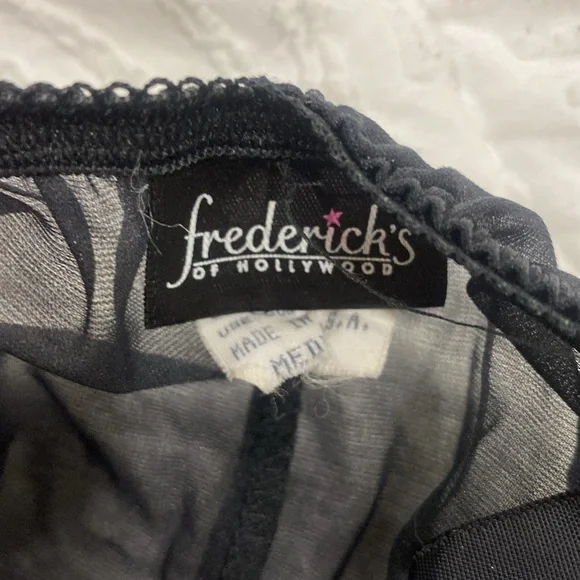 frederick's
OF HOLLYWOOD
MADE IN U.S.A.
MED